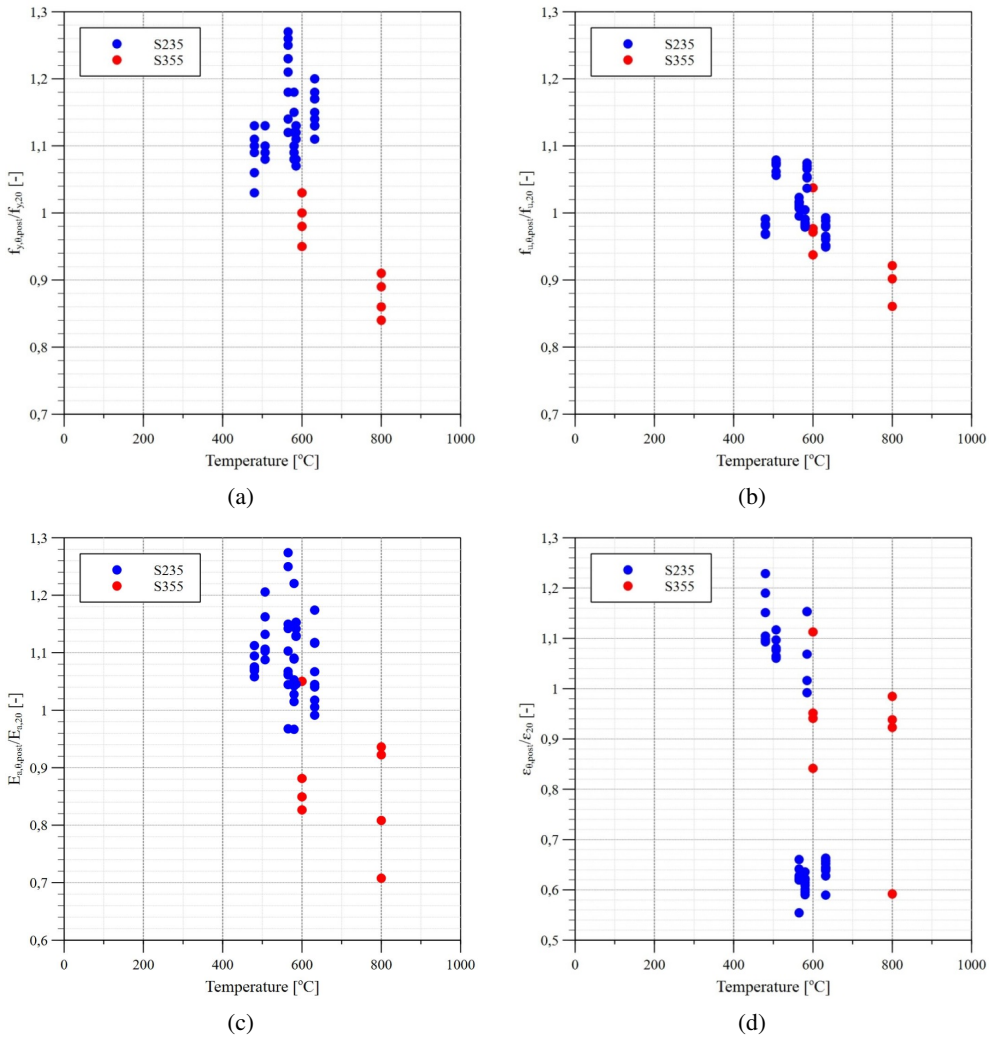 1,3
1,2
1,1
1
0,9
0,8
0,7
f_y,θ,post/f_y,20 [-]
S235
S355
0 200 400 600 800 1000
Temperature [°C]
(a)
1,3
1,2
1,1
1
0,9
0,8
0,7
f_u,θ,post/f_u,20 [-]
S235
S355
0 200 400 600 800 1000
Temperature [°C]
(b)
1,3
1,2
1,1
1
0,9
0,8
0,7
0,6
E_a,θ,post/E_a,20 [-]
S235
S355
0 200 400 600 800 1000
Temperature [°C]
(c)
1,3
1,2
1,1
1
0,9
0,8
0,7
0,6
0,5
ε_θ,post/ε_20 [-]
S235
S355
0 200 400 600 800 1000
Temperature [°C]
(d)